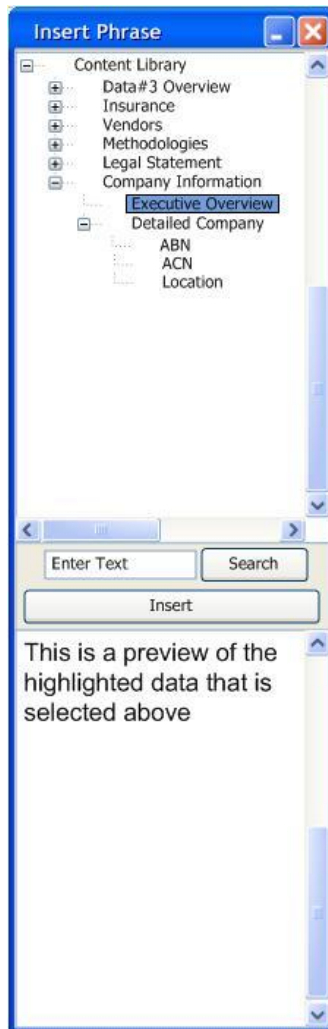 Insert Phrase
Content Library
Data#3 Overview
Insurance
Vendors
Methodologies
Legal Statement
Company Information
Executive Overview
Detailed Company
ABN
ACN
Location
Enter Text Search
Insert
This is a preview of the
highlighted data that is
selected above